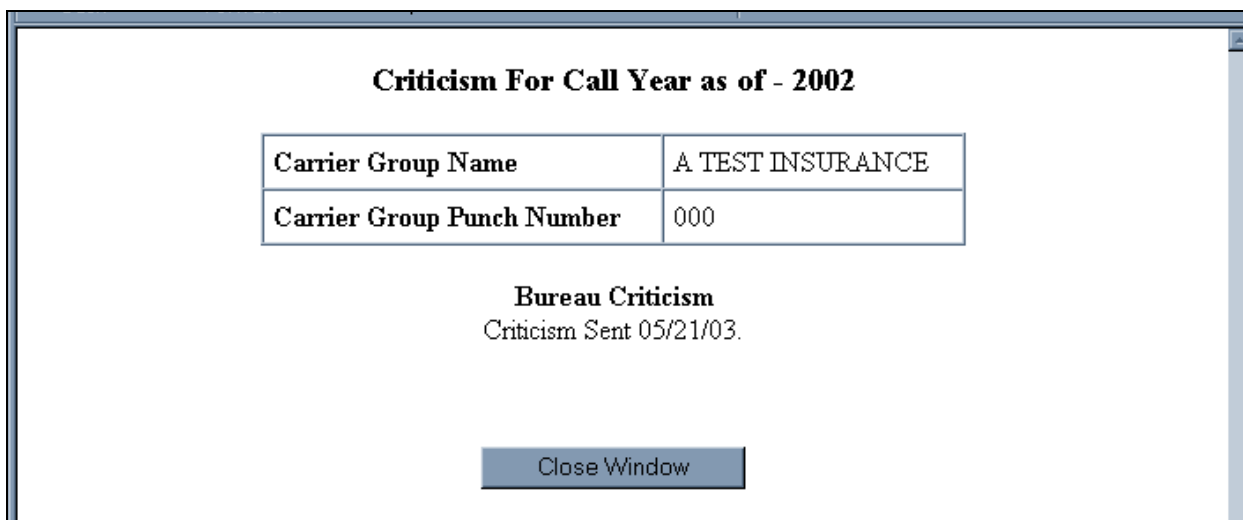 Criticism For Call Year as of - 2002
Carrier Group Name A TEST INSURANCE
Carrier Group Punch Number 000
Bureau Criticism
Criticism Sent 05/21/03.
Close Window